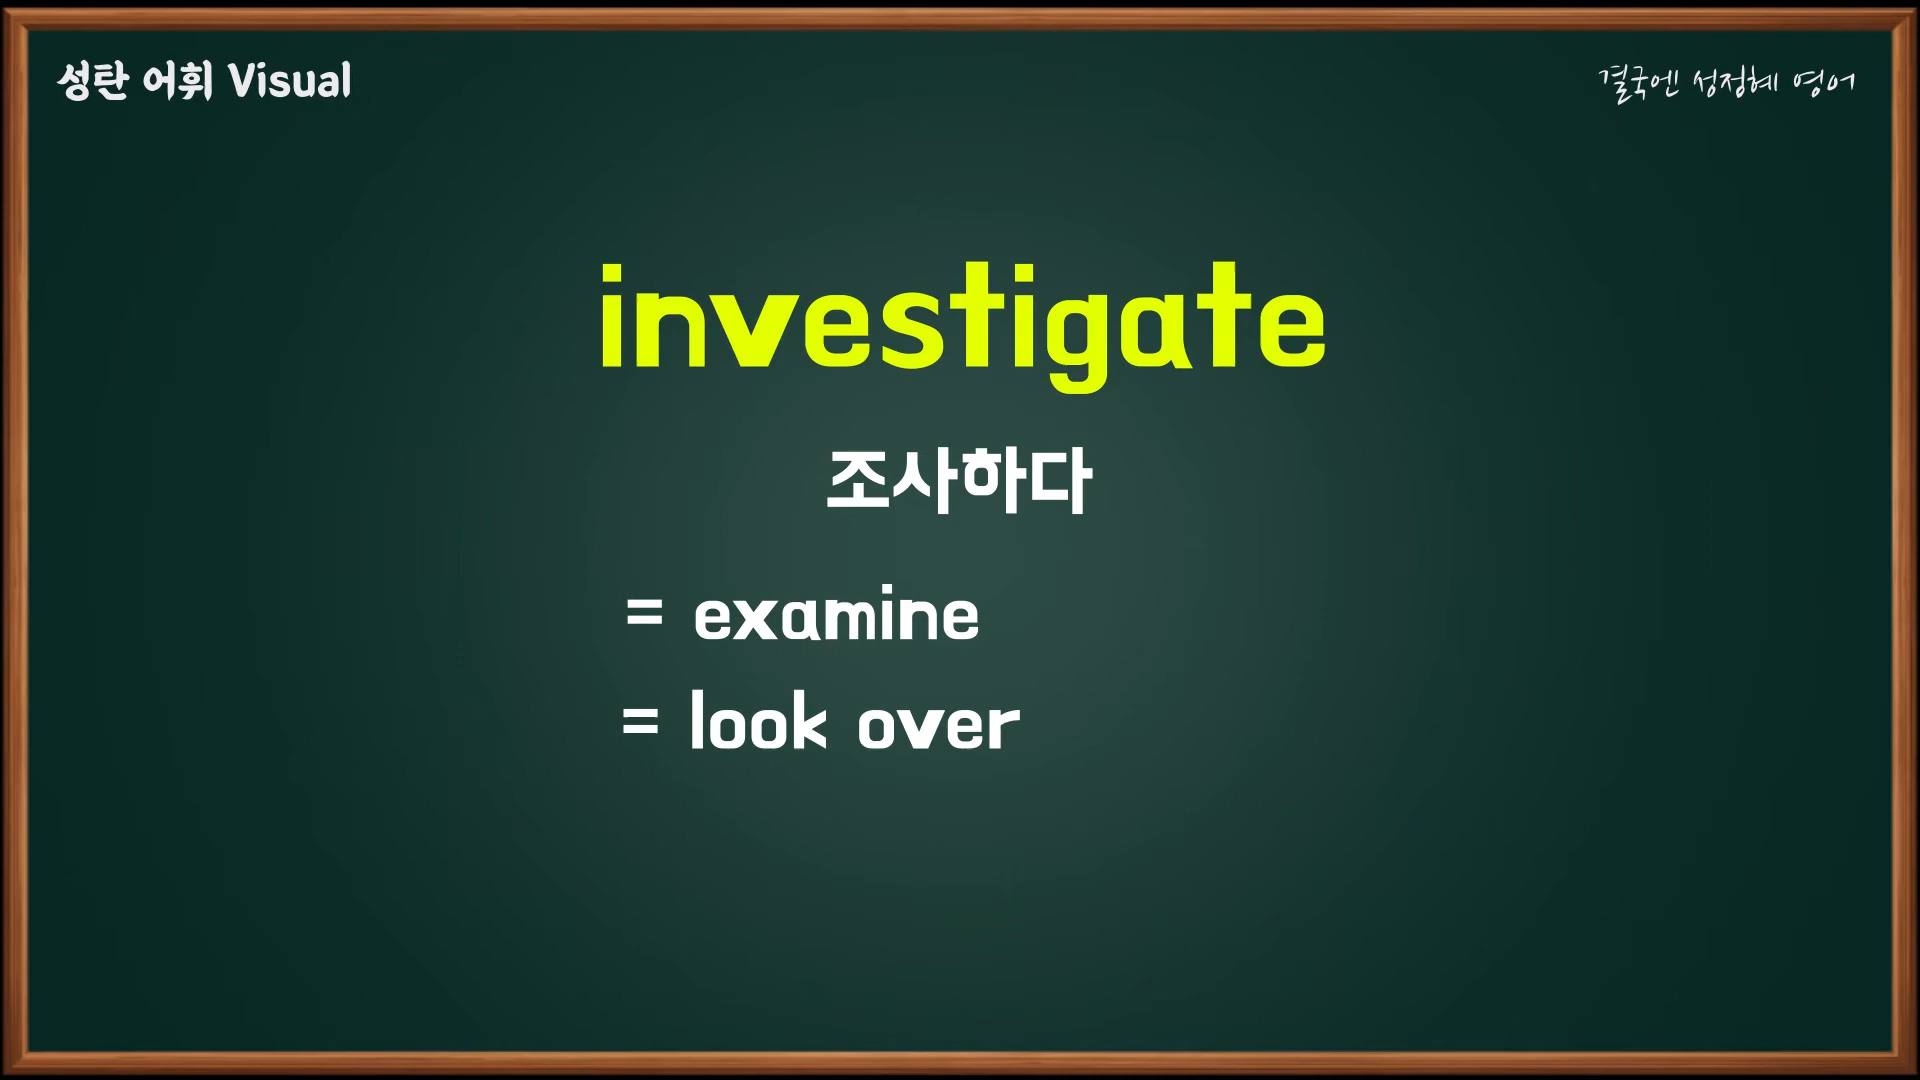 성탄 어휘 Visual
결국엔 성정혜 영어
investigate
조사하다
= examine
= look over